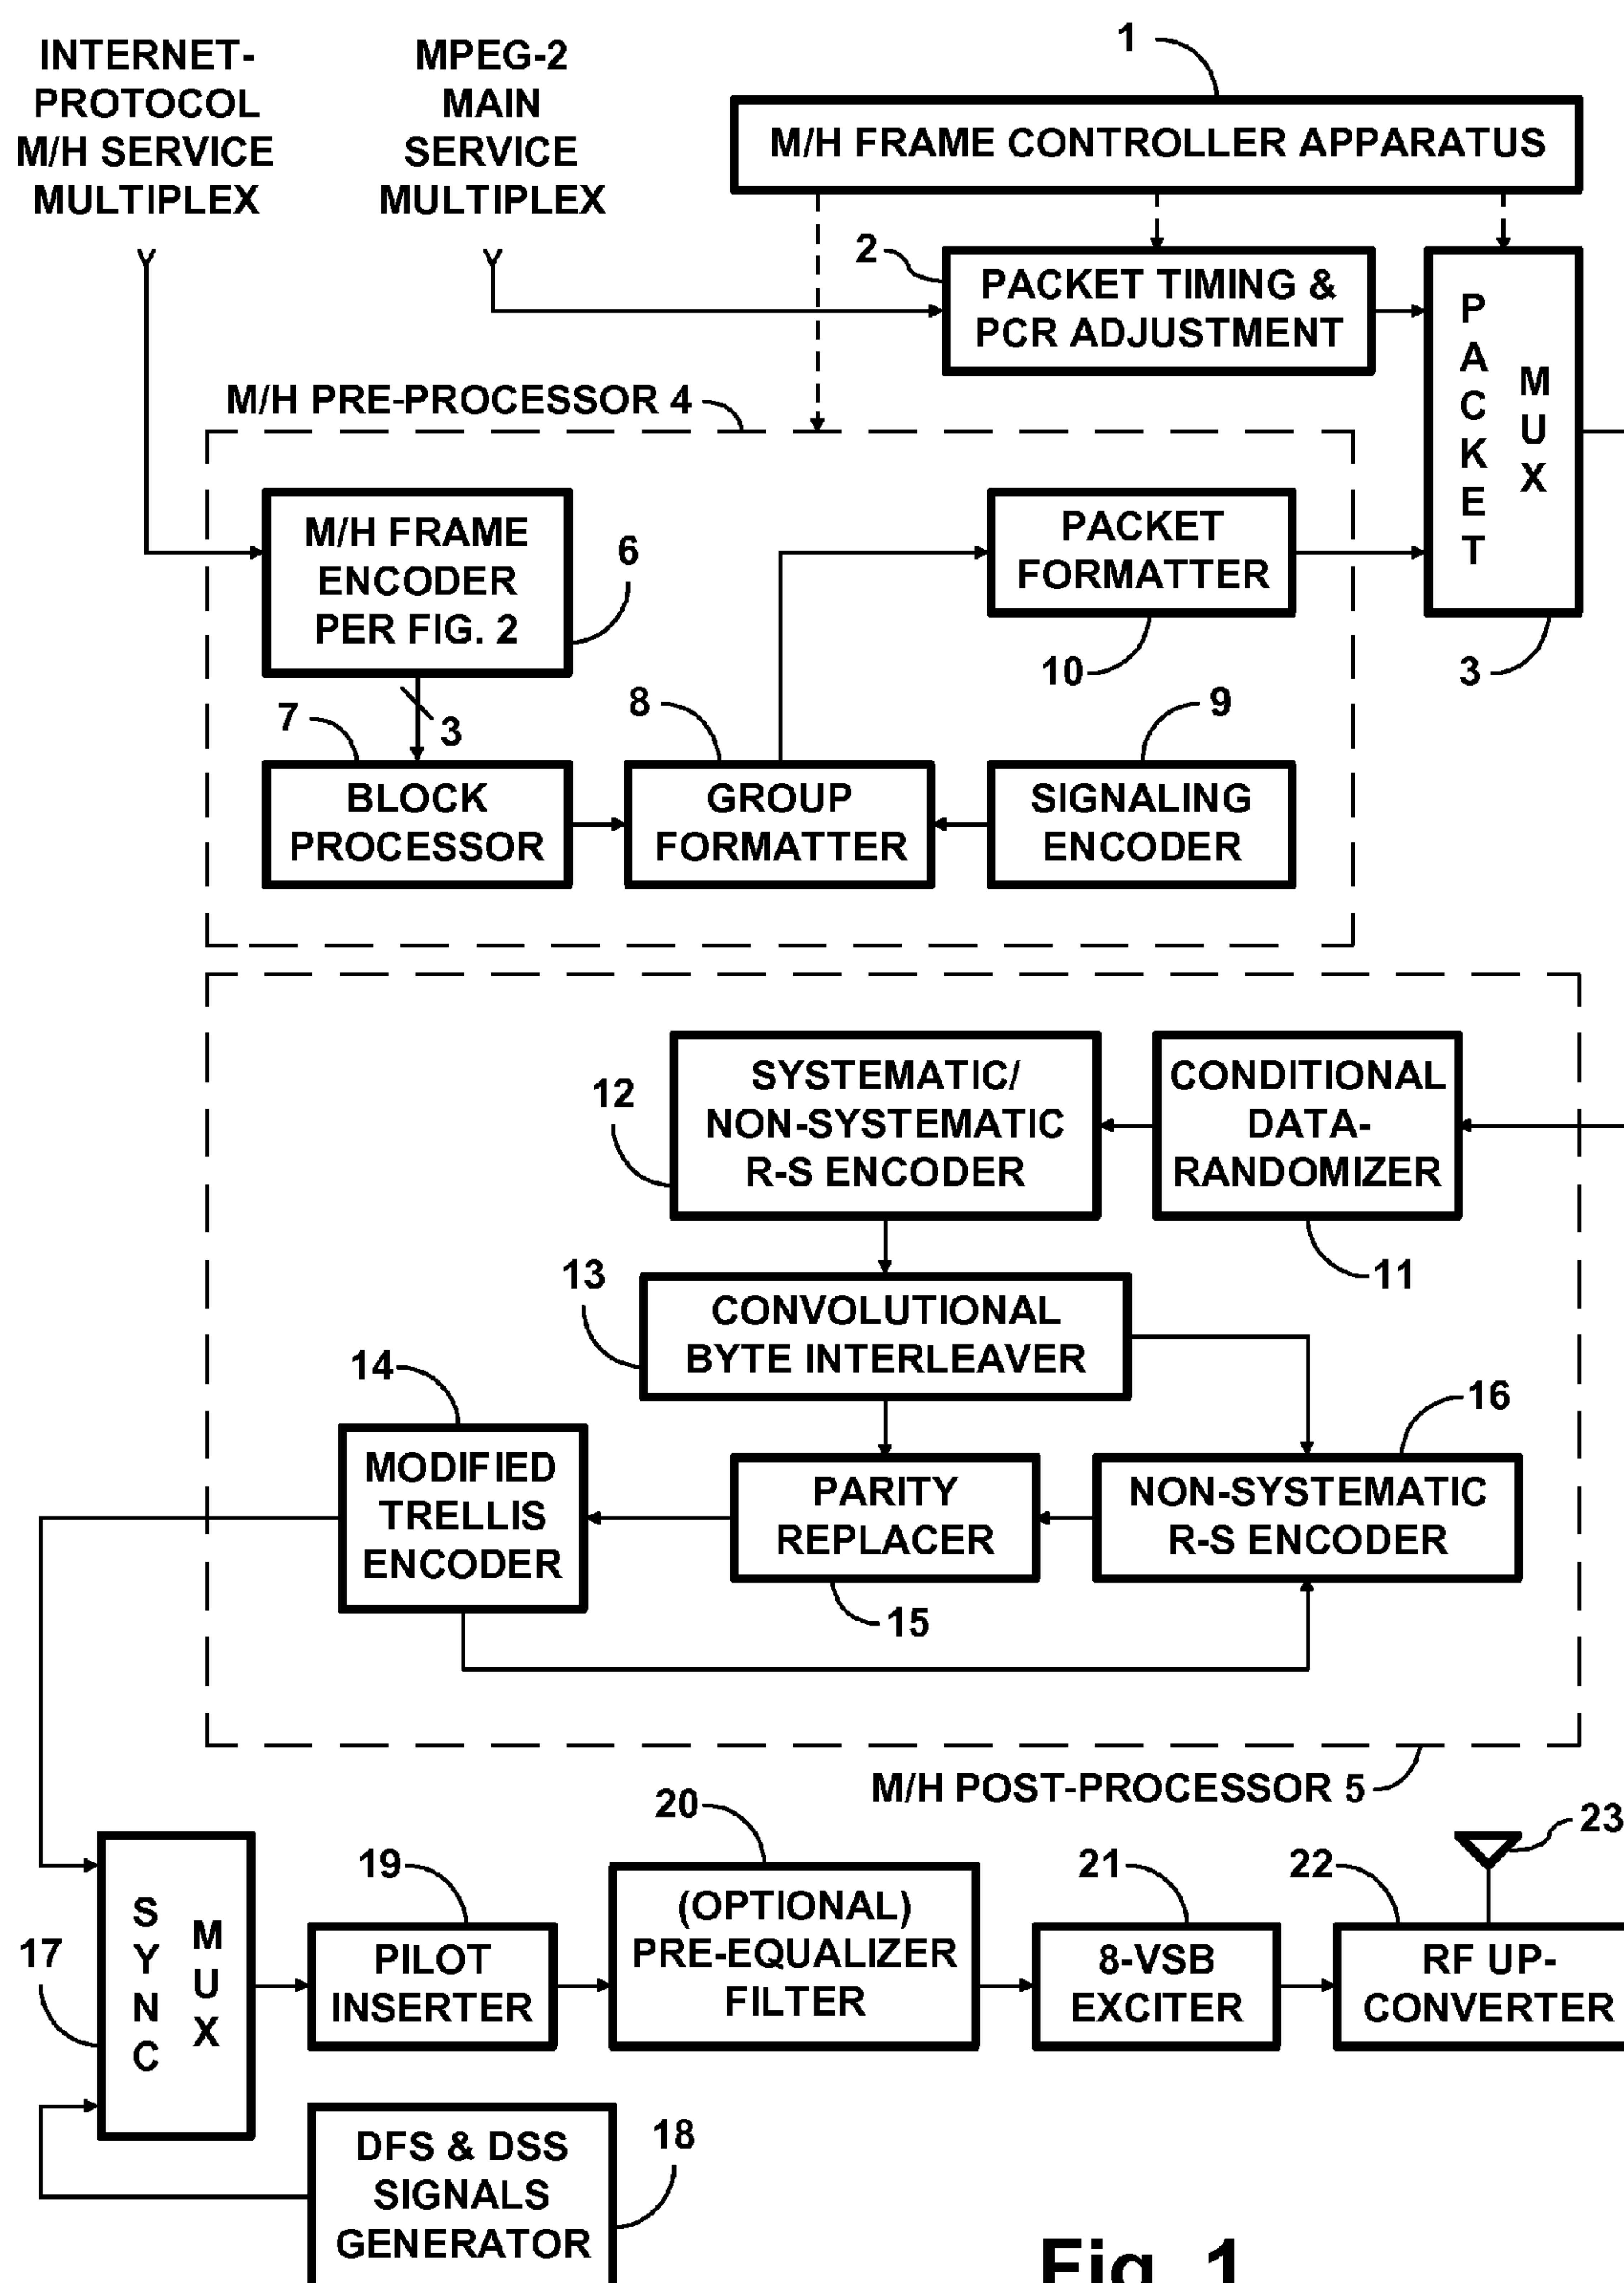 INTERNET-
PROTOCOL
M/H SERVICE
MULTIPLEX
MPEG-2
MAIN
SERVICE
MULTIPLEX
1
M/H FRAME CONTROLLER APPARATUS
2
PACKET TIMING &
PCR ADJUSTMENT
PACKET
MUX
3
M/H PRE-PROCESSOR 4
M/H FRAME
ENCODER
PER FIG. 2
6
3
PACKET
FORMATTER
10
7
BLOCK
PROCESSOR
8
GROUP
FORMATTER
9
SIGNALING
ENCODER
12
SYSTEMATIC/
NON-SYSTEMATIC
R-S ENCODER
CONDITIONAL
DATA-
RANDOMIZER
11
13
CONVOLUTIONAL
BYTE INTERLEAVER
14
MODIFIED
TRELLIS
ENCODER
PARITY
REPLACER
15
16
NON-SYSTEMATIC
R-S ENCODER
M/H POST-PROCESSOR 5
17
SYNC
MUX
19
PILOT
INSERTER
20
(OPTIONAL)
PRE-EQUALIZER
FILTER
21
8-VSB
EXCITER
22
RF UP-
CONVERTER
23
DFS & DSS
SIGNALS
GENERATOR
18
Fig. 1